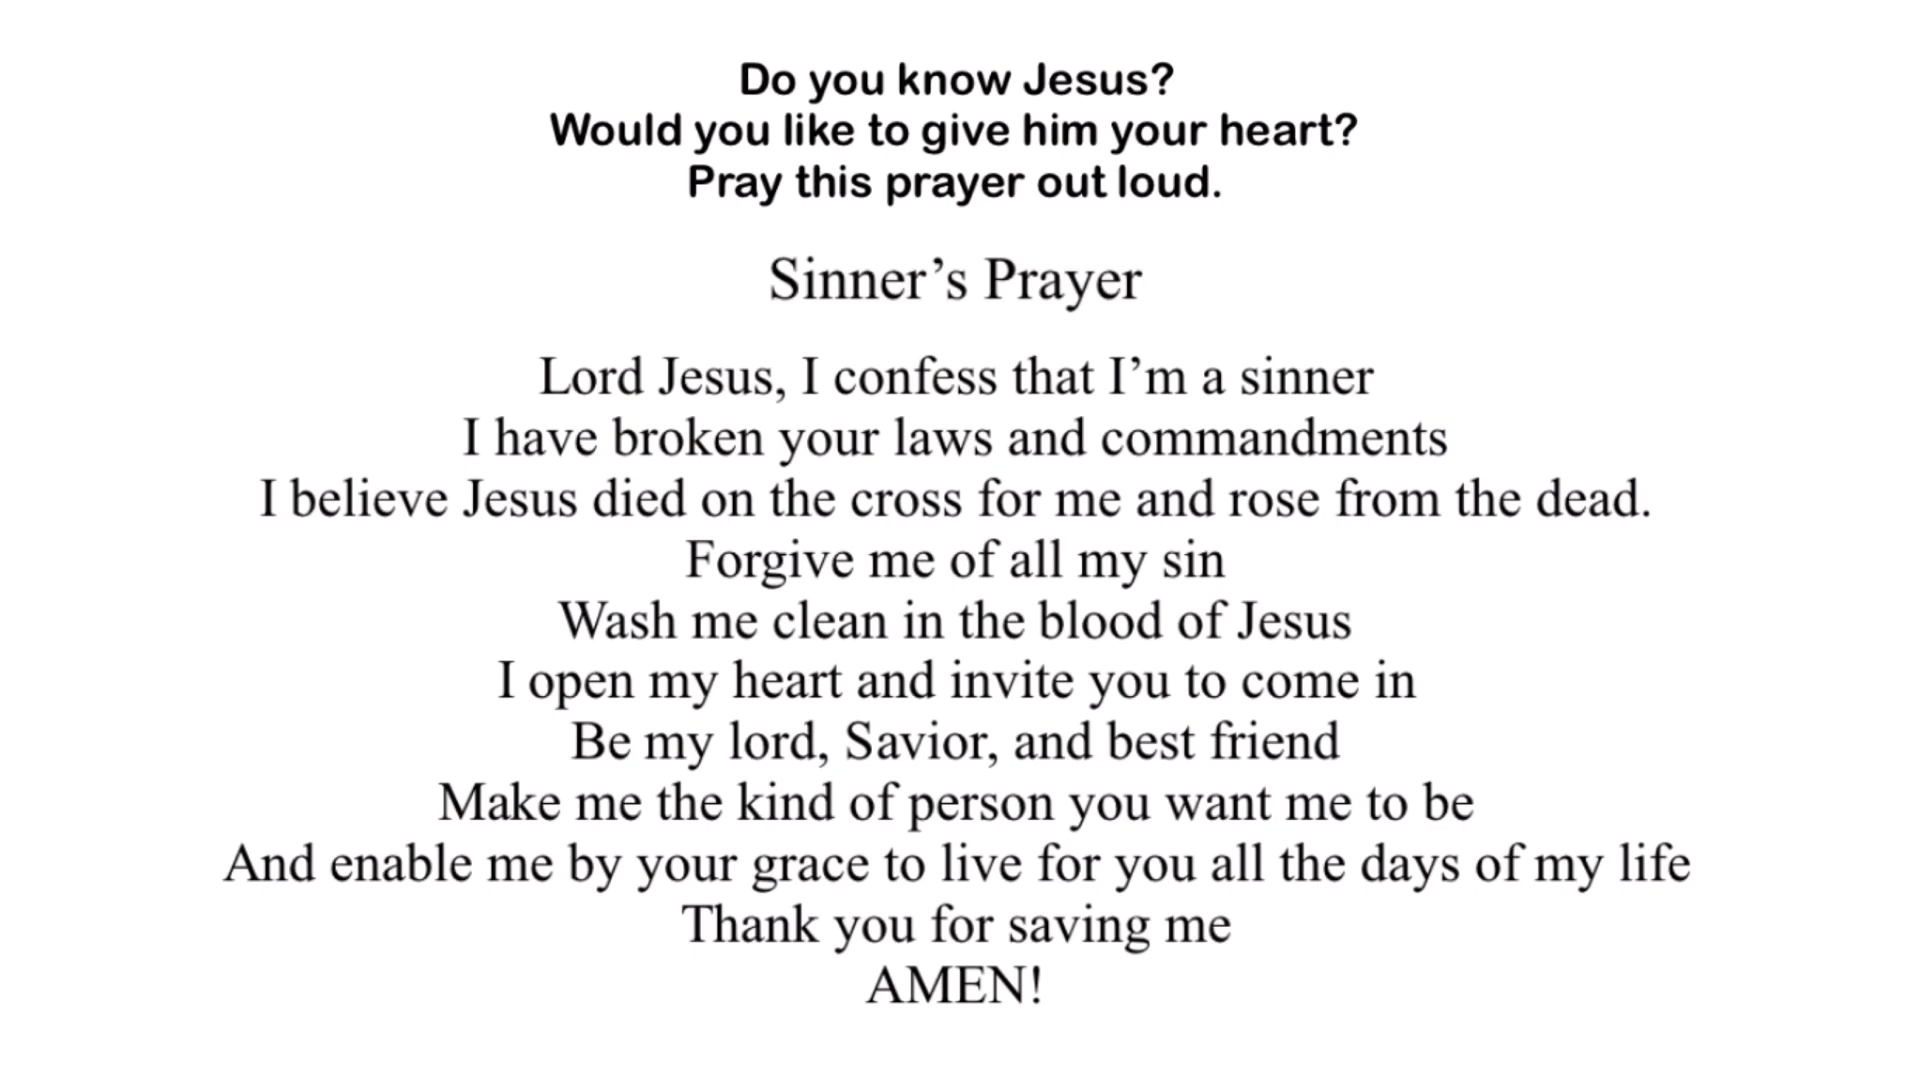 Do you know Jesus?
Would you like to give him your heart?
Pray this prayer out loud.
Sinner’s Prayer
Lord Jesus, I confess that I’m a sinner
I have broken your laws and commandments
I believe Jesus died on the cross for me and rose from the dead.
Forgive me of all my sin
Wash me clean in the blood of Jesus
I open my heart and invite you to come in
Be my lord, Savior, and best friend
Make me the kind of person you want me to be
And enable me by your grace to live for you all the days of my life
Thank you for saving me
AMEN!